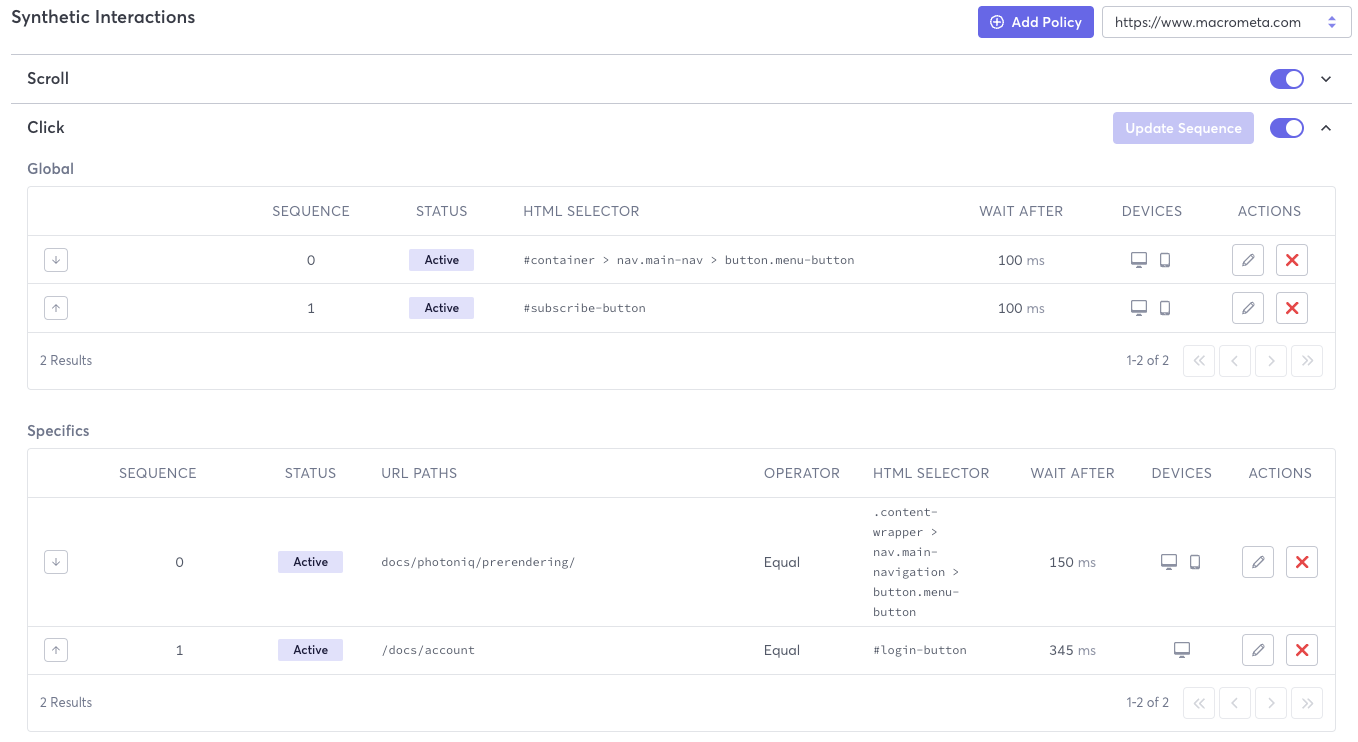 Synthetic Interactions
Add Policy
https://www.macrometa.com
Scroll
Click
Update Sequence
Global
SEQUENCE STATUS HTML SELECTOR WAIT AFTER DEVICES ACTIONS
0 Active #container > nav.main-nav > button.menu-button 100 ms
1 Active #subscribe-button 100 ms
2 Results 1-2 of 2
Specifics
SEQUENCE STATUS URL PATHS OPERATOR HTML SELECTOR WAIT AFTER DEVICES ACTIONS
.content-
wrapper >
nav.main-
0 Active docs/photoniq/prerendering/ Equal 150 ms
navigation >
button.menu-
button
1 Active /docs/account Equal #login-button 345 ms
2 Results 1-2 of 2